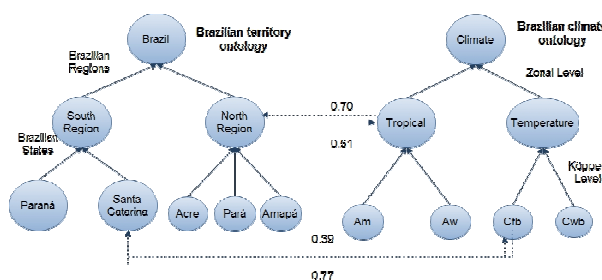 Brazil
Brazilian territory
ontology
Climate
Brazilian climate
ontology
Brazilian
Regions
Zonal Level
South
Region
North
Region
0.70
Tropical
Temperature
Brazilian
States
0.51
Köppe
Level
Paraná
Santa
Catarina
Acre
Pará
Amapá
Am
Aw
Cfb
Cwb
0.39
0.77